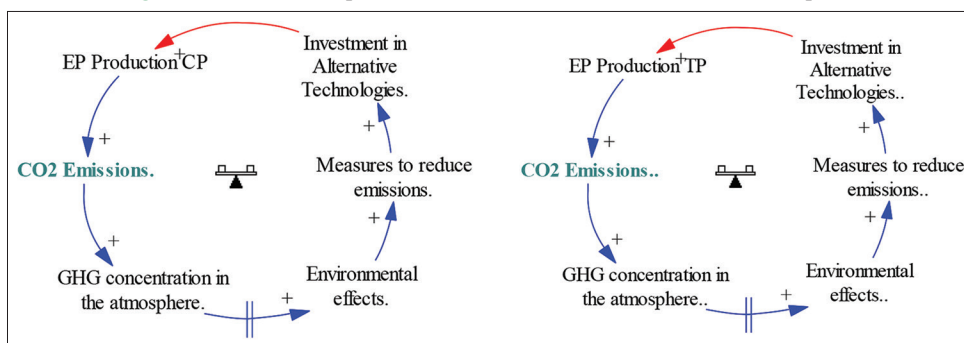 Investment in
Alternative
Technologies.
EP Production CP
+
+
CO2 Emissions.
+
GHG concentration in
the atmosphere.
+
Environmental
effects.
+
Measures to reduce
emissions.
+
Investment in
Alternative
Technologies..
EP Production TP
+
+
CO2 Emissions..
+
GHG concentration in
the atmosphere..
+
Environmental
effects..
+
Measures to reduce
emissions..
+